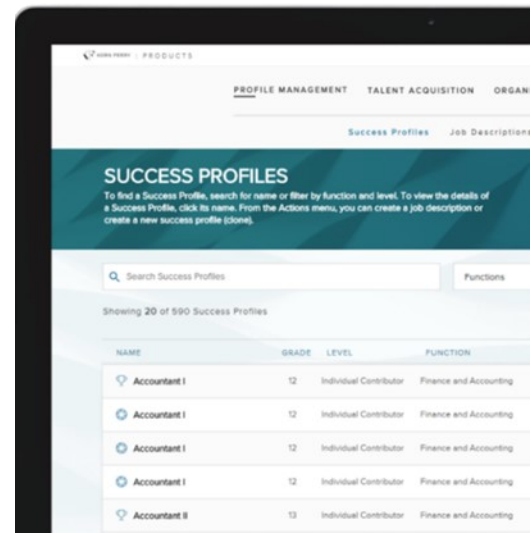 KORN FERRY | PRODUCTS
PROFILE MANAGEMENT TALENT ACQUISITION ORGAN
Success Profiles Job Descriptions
SUCCESS PROFILES
To find a Success Profile, search for name or filter by function and level. To view the details of
a Success Profile, click its name. From the Actions menu, you can create a job description or
create a new success profile (clone).
Search Success Profiles Functions
Showing 20 of 590 Success Profiles
NAME GRADE LEVEL FUNCTION
Accountant I 12 Individual Contributor Finance and Accounting
Accountant I 12 Individual Contributor Finance and Accounting
Accountant I 12 Individual Contributor Finance and Accounting
Accountant I 12 Individual Contributor Finance and Accounting
Accountant II 13 Individual Contributor Finance and Accounting